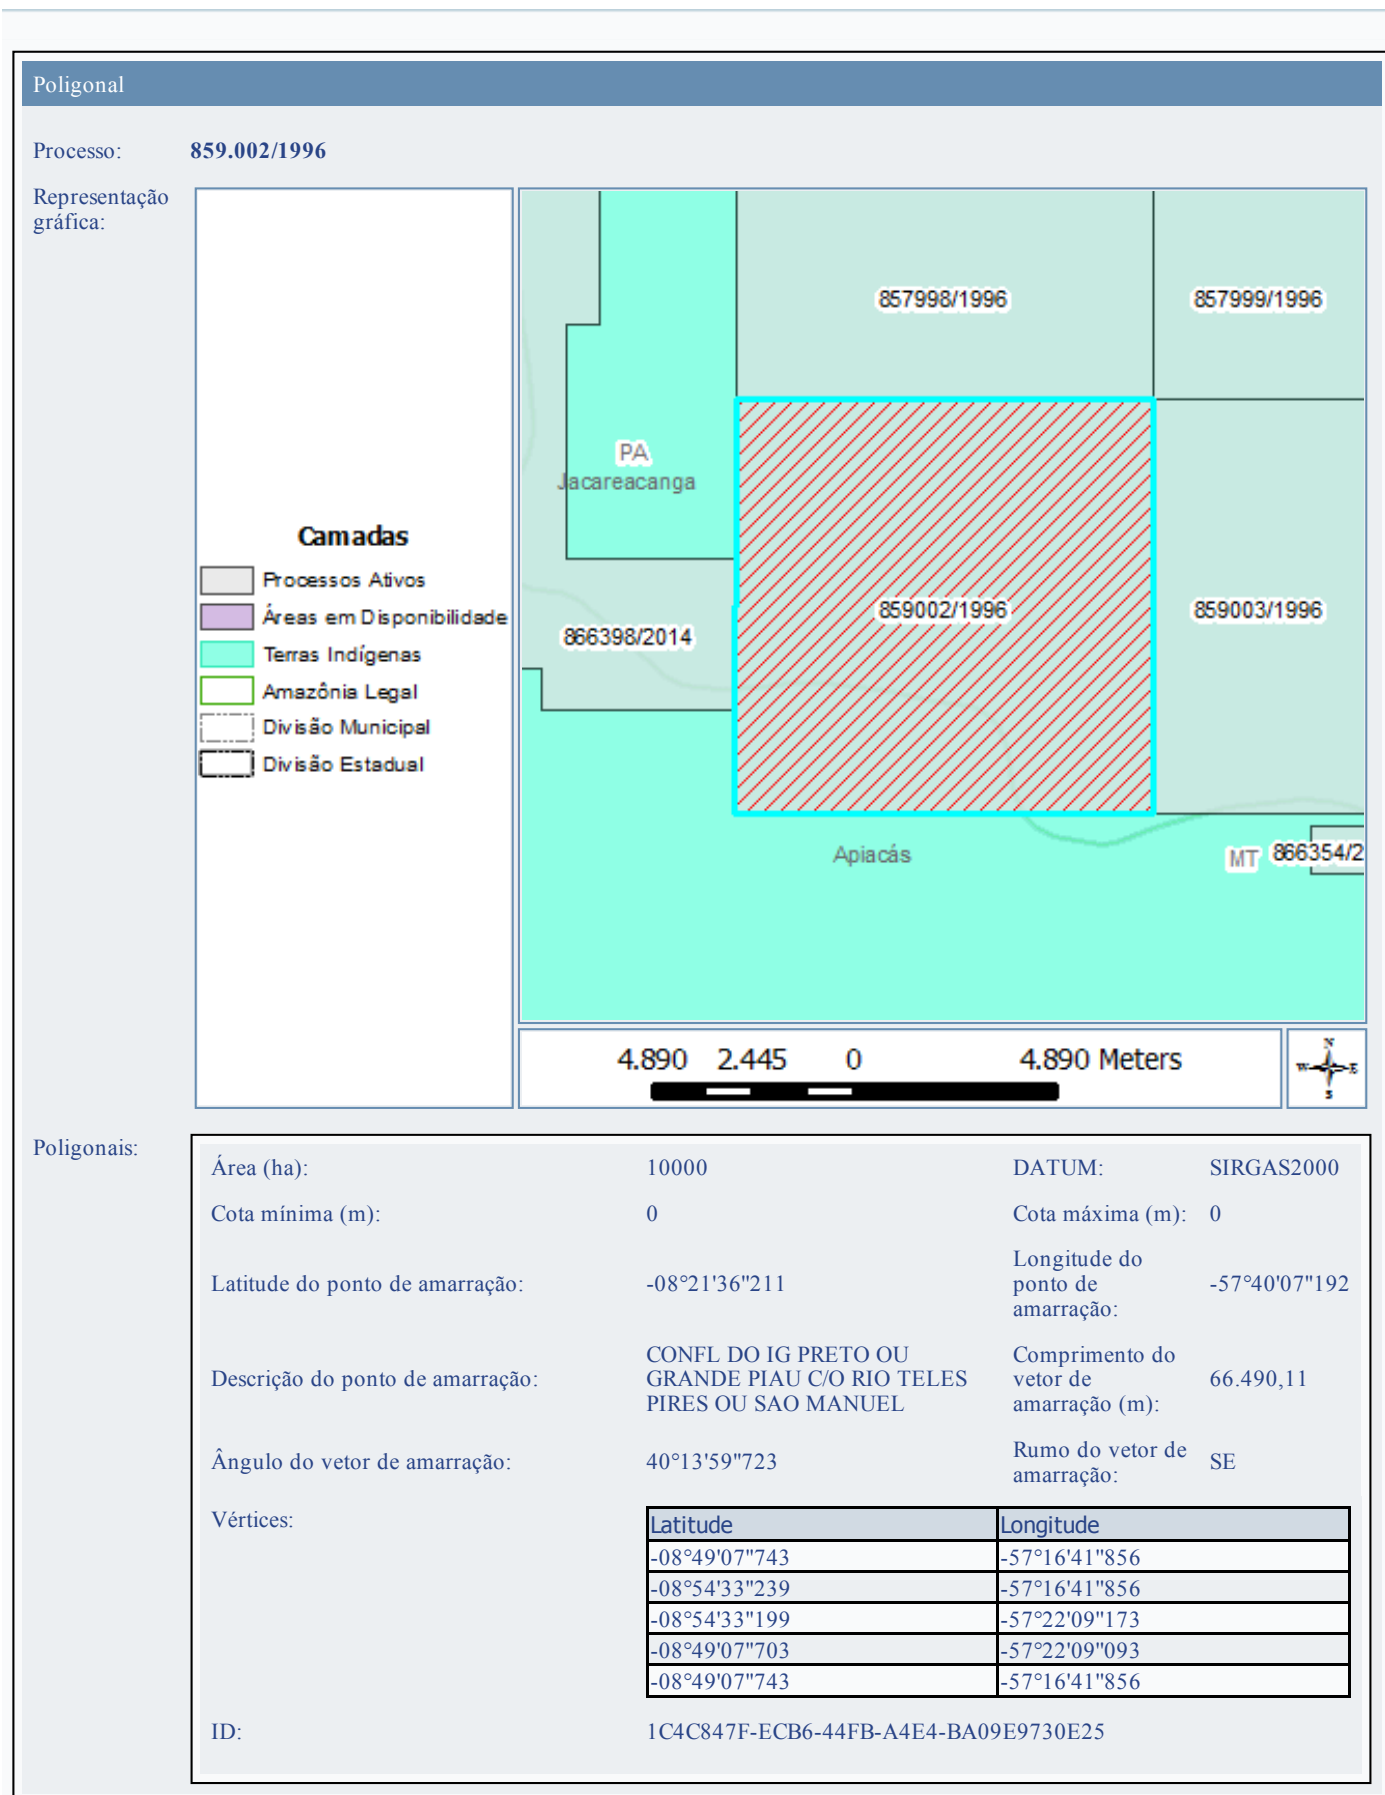 Poligonal
Processo: 859.002/1996
Representação
gráfica:
Camadas
Processos Ativos
Áreas em Disponibilidade
Terras Indígenas
Amazônia Legal
Divisão Municipal
Divisão Estadual
857998/1996
857999/1996
PA
Jacareacanga
859002/1996
859003/1996
866398/2014
Apiacás
MT
866354/2
4.890 2.445 0 4.890 Meters
N
W E
S
Poligonais:
Área (ha): 10000 DATUM: SIRGAS2000
Cota mínima (m): 0 Cota máxima (m): 0
Latitude do ponto de amarração: -08°21'36"211
Longitude do
ponto de
amarração:
-57°40'07"192
Descrição do ponto de amarração:
CONFL DO IG PRETO OU
GRANDE PIAU C/O RIO TELES
PIRES OU SAO MANUEL
Comprimento do
vetor de
amarração (m):
66.490,11
Ângulo do vetor de amarração: 40°13'59"723
Rumo do vetor de
amarração:
SE
Vértices:
Latitude Longitude
-08°49'07"743 -57°16'41"856
-08°54'33"239 -57°16'41"856
-08°54'33"199 -57°22'09"173
-08°49'07"703 -57°22'09"093
-08°49'07"743 -57°16'41"856
ID: 1C4C847F-ECB6-44FB-A4E4-BA09E9730E25